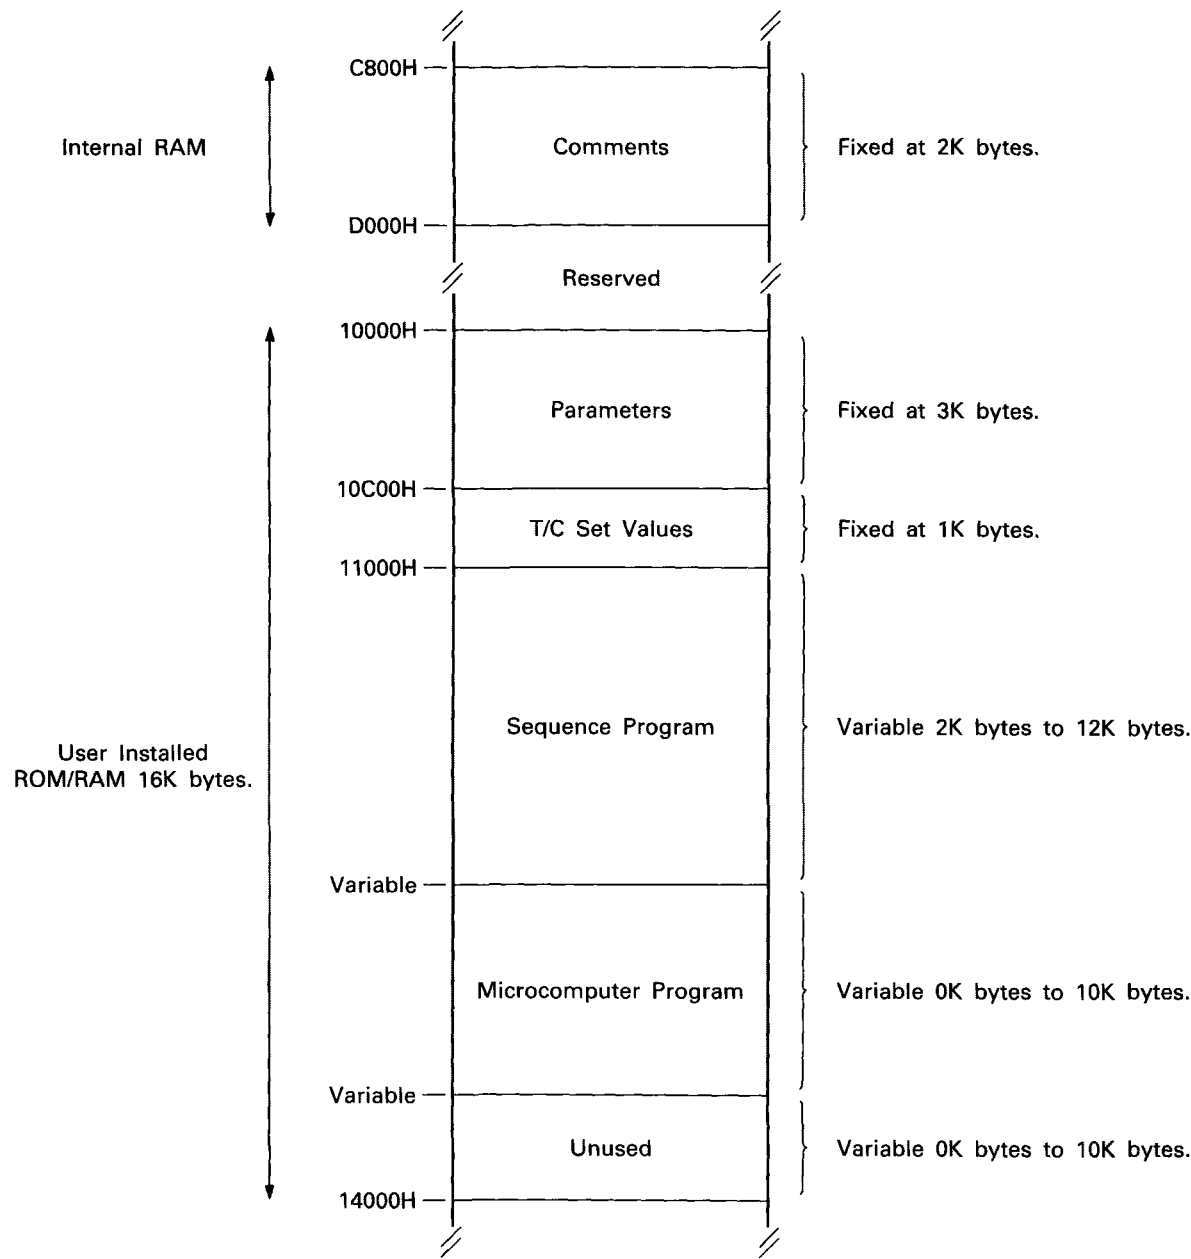 C800H
Internal RAM
Comments
Fixed at 2K bytes.
D000H
Reserved
10000H
Parameters
Fixed at 3K bytes.
10C00H
T/C Set Values
Fixed at 1K bytes.
11000H
Sequence Program
Variable 2K bytes to 12K bytes.
User Installed
ROM/RAM 16K bytes.
Variable
Microcomputer Program
Variable 0K bytes to 10K bytes.
Variable
Unused
Variable 0K bytes to 10K bytes.
14000H